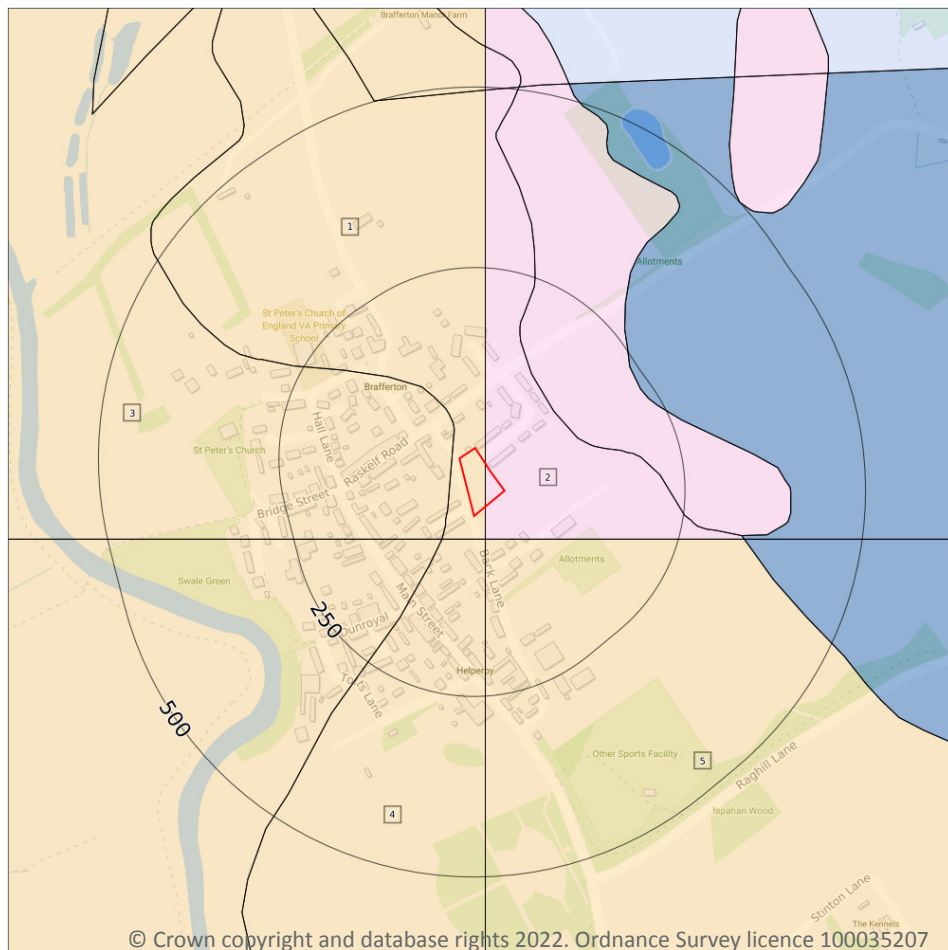 Brafferton Manor Farm
1
Allotments
St Peter's Church of
England VA Primary
School
Brafferton
3
Hall Lane
Raskelf Road
St Peter's Church
2
Bridge Street
Allotments
Back Lane
Swale Green
250
Main Street
Dunroyal
Helperby
Totts Lane
500
Other Sports Facility
5
Raghill Lane
4
Ispahan Wood
Stinton Lane
The Kennels
© Crown copyright and database rights 2022. Ordnance Survey licence 100035207